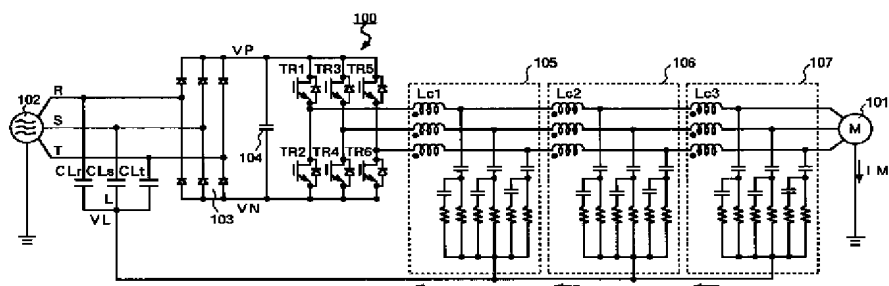 100
VP
105
106
107
TR1 TR3 TR5
Lc1
Lc2
Lc3
R
102
S
101
M
T
104
TR2 TR4 TR6
CLr CLs CLt
IM
L
103
VL
VN